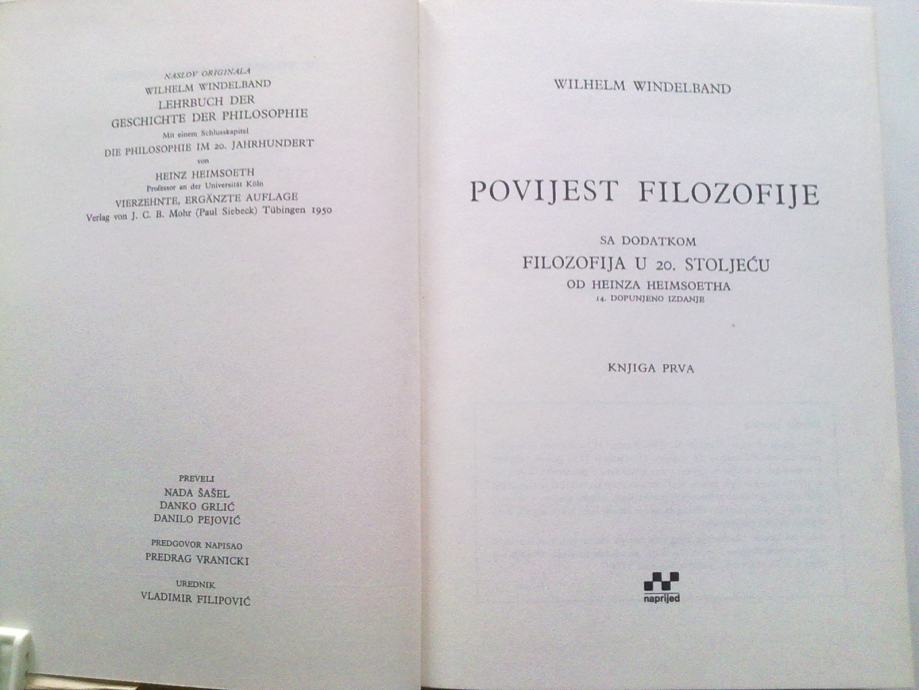 NASLOV ORIGINALA
WILHELM WINDELBAND
LEHRBUCH DER
GESCHICHTE DER PHILOSOPHIE
Mit einem Schlusskapitel
DIE PHILOSOPHIE IM 20. JAHRHUNDERT
von
HEINZ HEIMSOETH
Professor an der Universität Köln
VIERZEHNTE, ERGÄNZTE AUFLAGE
Verlag von J. C. B. Mohr (Paul Siebeck) Tübingen 1950
PREVELI
NADA ŠAŠEL
DANKO GRLIĆ
DANILO PEJOVIĆ
PREDGOVOR NAPISAO
PREDRAG VRANICKI
UREDNIK
VLADIMIR FILIPOVIĆ
WILHELM WINDELBAND
POVIJEST FILOZOFIJE
SA DODATKOM
FILOZOFIJA U 20. STOLJEĆU
OD HEINZA HEIMSOETHA
14. DOPUNJENO IZDANJE
KNJIGA PRVA
naprijed